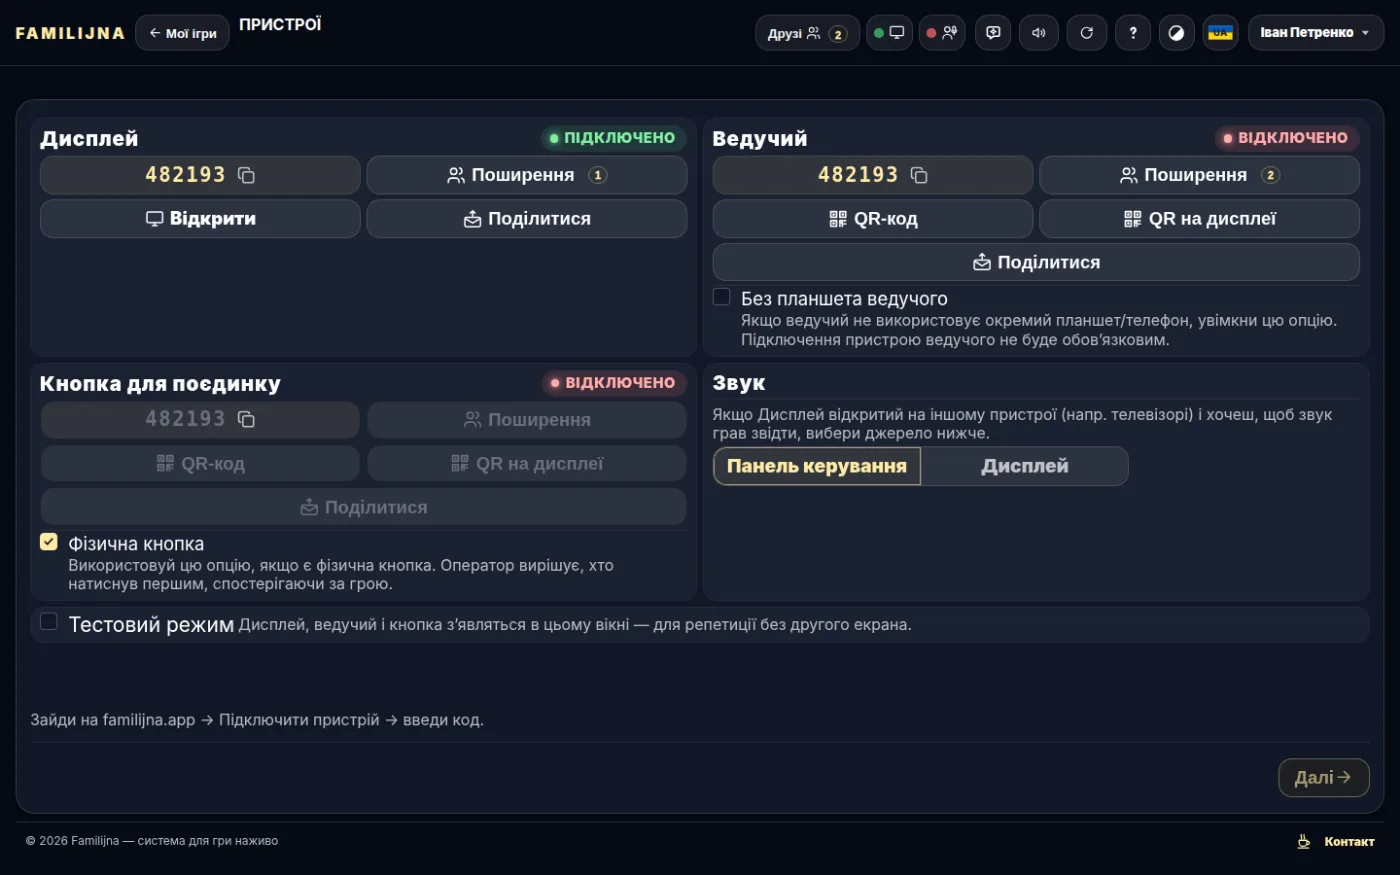 FAMILIJNA
← Мої ігри
ПРИСТРОЇ
Друзі 2
?
UA
Іван Петренко
Дисплей
ПІДКЛЮЧЕНО
482193
Поширення 1
Відкрити
Поділитися
Ведучий
ВІДКЛЮЧЕНО
482193
Поширення 2
QR-код
QR на дисплеї
Поділитися
Без планшета ведучого
Якщо ведучий не використовує окремий планшет/телефон, увімкни цю опцію.
Підключення пристрою ведучого не буде обов’язковим.
Кнопка для поєдинку
ВІДКЛЮЧЕНО
482193
Поширення
QR-код
QR на дисплеї
Поділитися
Фізична кнопка
Використовуй цю опцію, якщо є фізична кнопка. Оператор вирішує, хто
натиснув першим, спостерігаючи за грою.
Звук
Якщо Дисплей відкритий на іншому пристрої (напр. телевізорі) і хочеш, щоб звук
грав звідти, вибери джерело нижче.
Панель керування
Дисплей
Тестовий режим Дисплей, ведучий і кнопка з’являться в цьому вікні — для репетиції без другого екрана.
Зайди на familijna.app → Підключити пристрій → введи код.
Далі →
© 2026 Familijna — система для гри наживо
Контакт